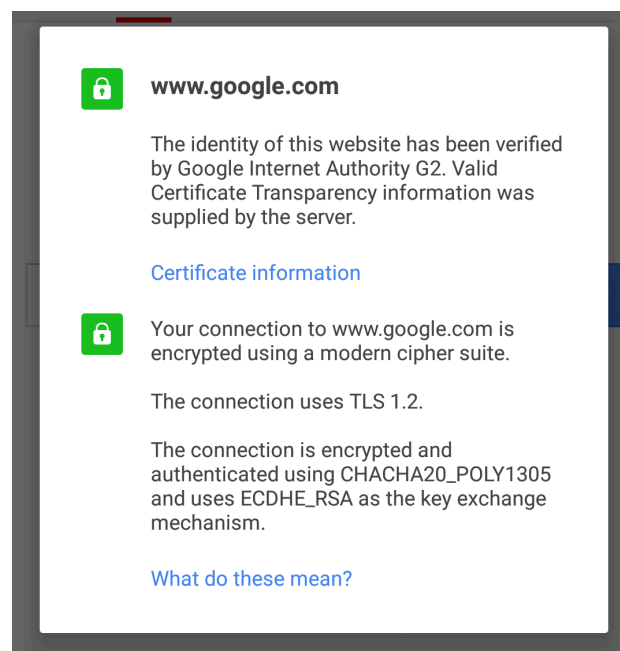 www.google.com
The identity of this website has been verified
by Google Internet Authority G2. Valid
Certificate Transparency information was
supplied by the server.
Certificate information
Your connection to www.google.com is
encrypted using a modern cipher suite.
The connection uses TLS 1.2.
The connection is encrypted and
authenticated using CHACHA20_POLY1305
and uses ECDHE_RSA as the key exchange
mechanism.
What do these mean?